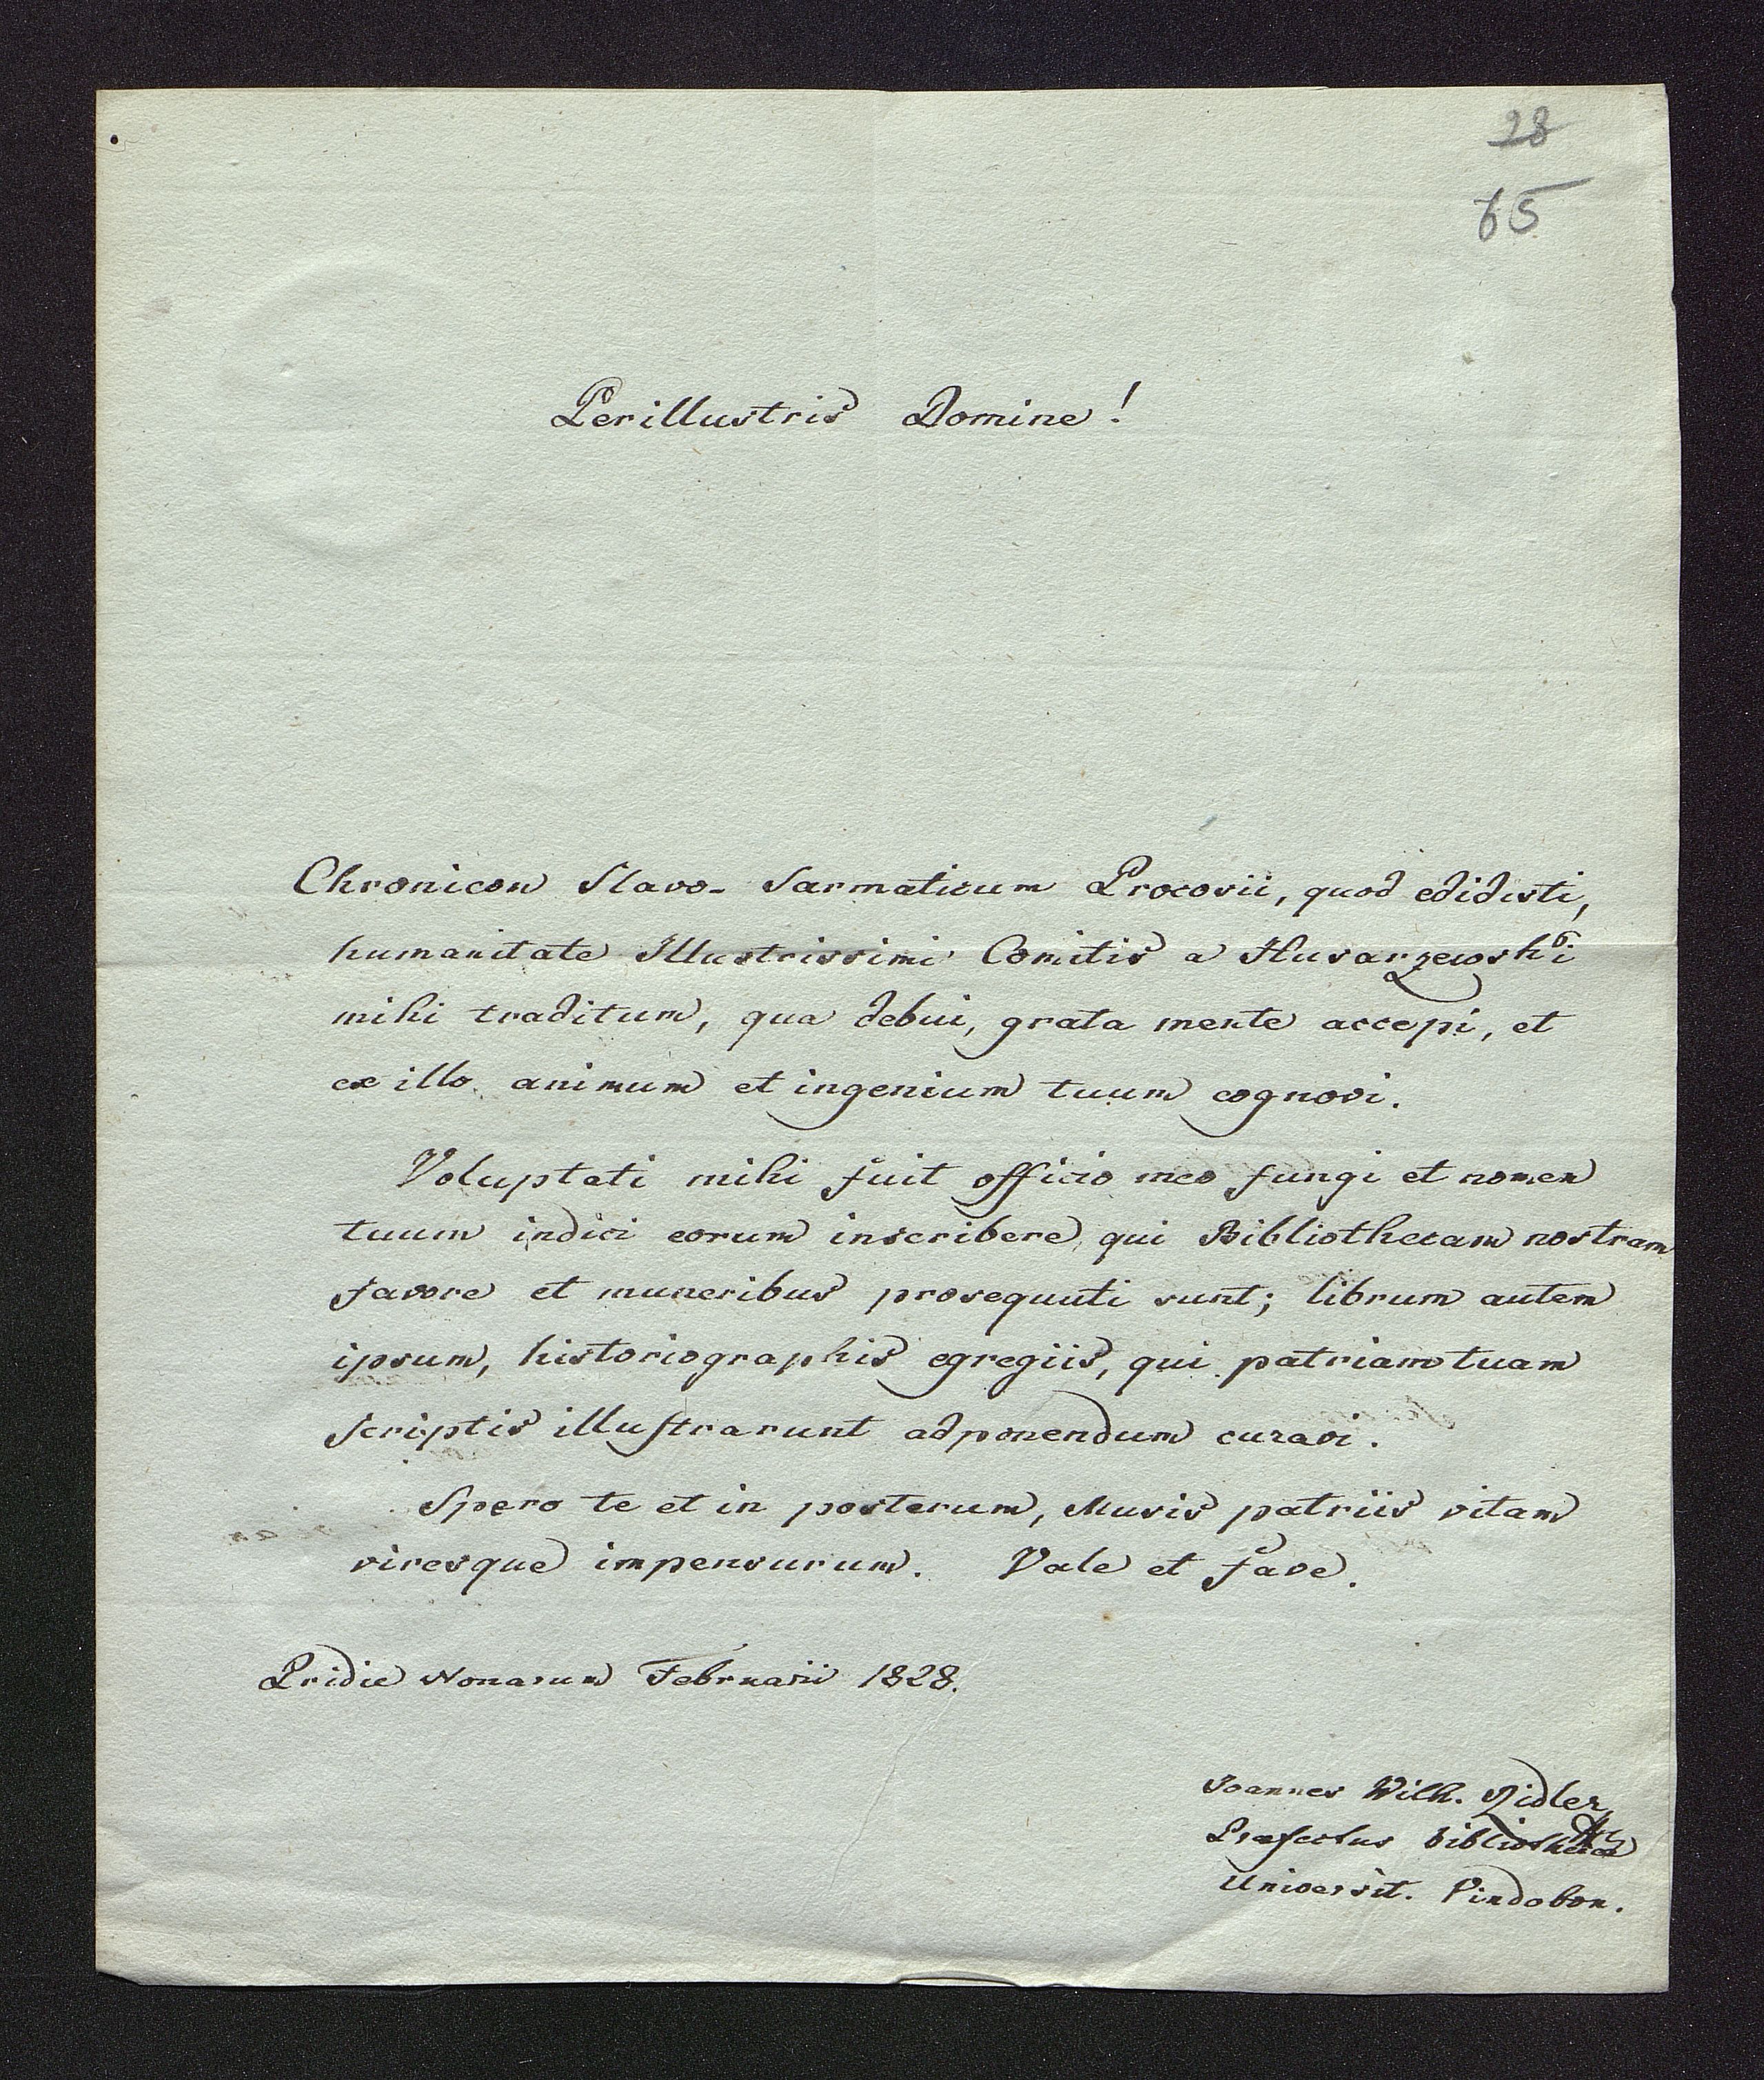 28
65
Perillustris Domine!
Chronicon Slavo-Sarmaticum Procosii, quod edidisti,
humanitate Illustrissimi Comitis a Husarzewski
mihi traditum, qua debui, grata mente accepi, et
ex illo animum et ingenium tuum cognovi.
Voluptati mihi fuit officio meo fungi et nomen
tuum indici eorum inscribere, qui Bibliothecam nostram
favore et muneribus prosequuti sunt; librum autem
ipsum, historiographis egregiis, qui patriam tuam
scriptis illustrarunt adponendum curavi.
Spero te et in posterum, Musis patriis vitam
viresque impensurum. Vale et fave.
Pridie Nonarum Februarii 1828.
Joannes Wilh. Ridler,
Præfectus bibliothecæ
Universit. Vindobon.